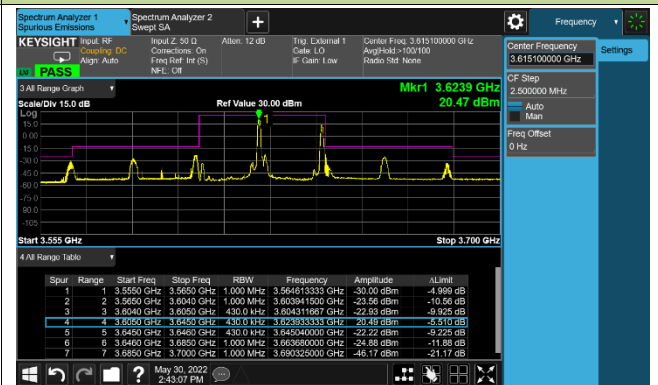 Spectrum Analyzer 1
Spurious Emissions
Spectrum Analyzer 2
Swept SA
+
Frequency
KEYSIGHT
Input: RF
Coupling: DC
Align: Auto
Input Z: 50 Ω
Corrections: On
Freq Ref: Int (S)
NFE: Off
Atten: 12 dB
Trig: External 1
Gate: LO
IF Gain: Low
Center Freq: 3.615100000 GHz
Avg|Hold:>100/100
Radio Std: None
PASS
Center Frequency
3.615100000 GHz
Settings
CF Step
2.500000 MHz
Auto
Man
Freq Offset
0 Hz
3 All Range Graph
Mkr1 3.6239 GHz
20.47 dBm
Scale/Div 15.0 dB
Ref Value 30.00 dBm
Log
15.0
0.00
-15.0
-30.0
-45.0
-60.0
-75.0
-90.0
-105
1
Start 3.555 GHz
Stop 3.700 GHz
4 All Range Table
Spur Range Start Freq Stop Freq RBW Frequency Amplitude ΔLimit
1 1 3.5550 GHz 3.5650 GHz 1.000 MHz 3.564613333 GHz -30.00 dBm -4.999 dB
2 2 3.5650 GHz 3.6040 GHz 1.000 MHz 3.603941500 GHz -23.56 dBm -10.56 dB
3 3 3.6040 GHz 3.6050 GHz 430.0 kHz 3.604311667 GHz -22.93 dBm -9.925 dB
4 4 3.6050 GHz 3.6450 GHz 430.0 kHz 3.623933333 GHz 20.49 dBm -5.510 dB
5 5 3.6450 GHz 3.6460 GHz 430.0 kHz 3.645040000 GHz -22.22 dBm -9.225 dB
6 6 3.6460 GHz 3.6850 GHz 1.000 MHz 3.663680000 GHz -24.88 dBm -11.88 dB
7 7 3.6850 GHz 3.7000 GHz 1.000 MHz 3.690325000 GHz -46.17 dBm -21.17 dB
?
May 30, 2022
2:43:07 PM